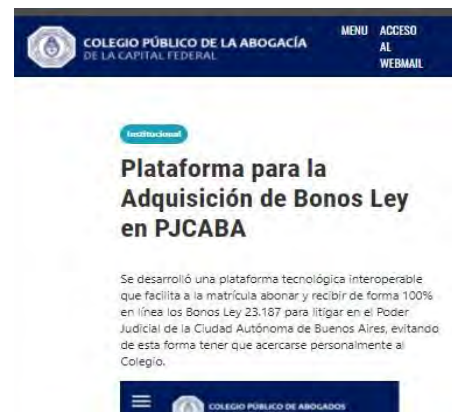 COLEGIO PÚBLICO DE LA ABOGACÍA
DE LA CAPITAL FEDERAL
MENU
ACCESO
AL
WEBMAIL
Institucional
Plataforma para la
Adquisición de Bonos Ley
en PJCABA
Se desarrolló una plataforma tecnológica interoperable
que facilita a la matrícula abonar y recibir de forma 100%
en línea los Bonos Ley 23.187 para litigar en el Poder
Judicial de la Ciudad Autónoma de Buenos Aires, evitando
de esta forma tener que acercarse personalmente al
Colegio.
COLEGIO PÚBLICO DE ABOGADOS